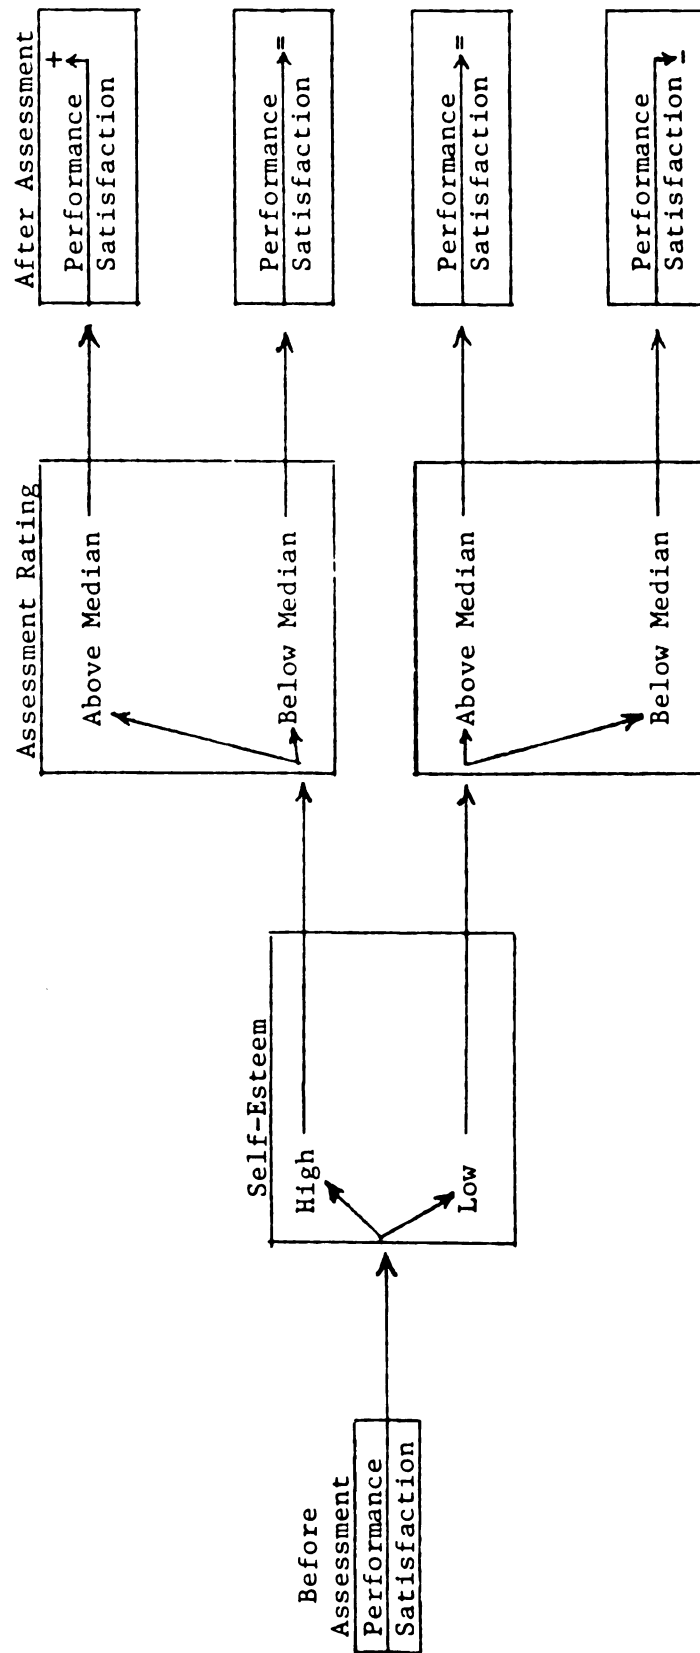 Before
Assessment
Performance
Satisfaction
Self-Esteem
High
Low
Assessment Rating
Above Median
Below Median
Above Median
Below Median
After Assessment
+
Performance
Satisfaction
=
Performance
Satisfaction
=
Performance
Satisfaction
Performance
Satisfaction
-